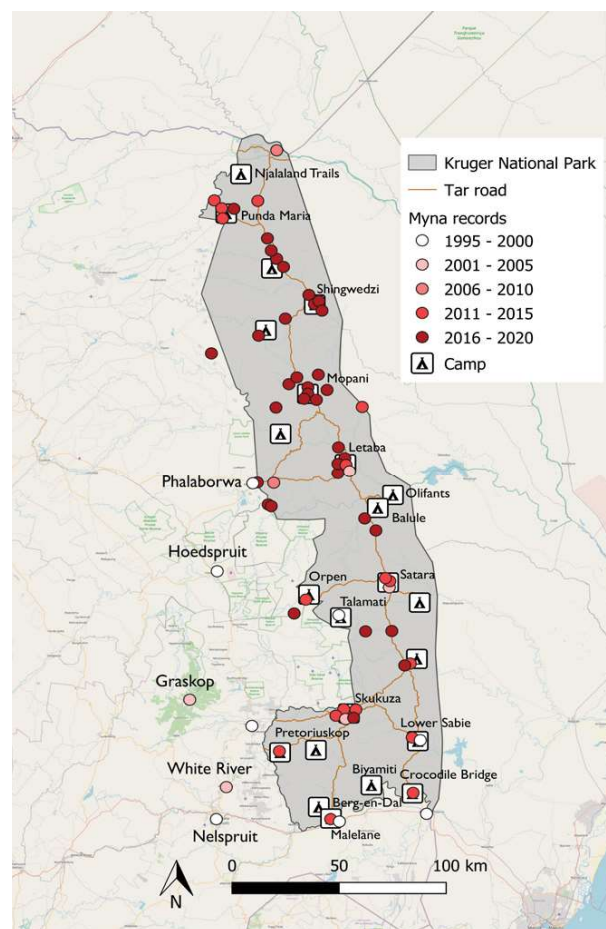 Kruger National Park
Tar road
Myna records
1995 - 2000
2001 - 2005
2006 - 2010
2011 - 2015
2016 - 2020
Camp
Njalaland Trails
Punda Maria
Shingwedzi
Mopani
Letaba
Phalaborwa
Olifants
Balule
Hoedspruit
Orpen
Satara
Talamati
Graskop
Skukuza
Lower Sabie
Pretoriuskop
White River
Biyamiti
Crocodile Bridge
Berg-en-Dal
Nelspruit
Malelane
0 50 100 km
N